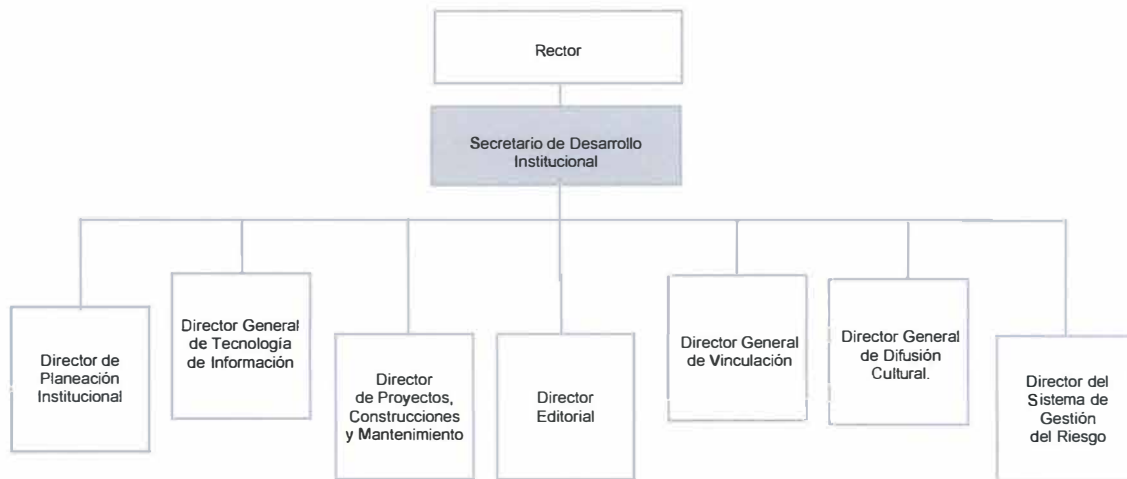 Rector
Secretario de Desarrollo
Institucional
Director de
Planeación
Institucional
Director General
de Tecnología
de Información
Director
de Proyectos,
Construcciones
y Mantenimiento
Director
Editorial
Director General
de Vinculación
Director General
de Difusión
Cultural.
Director del
Sistema de
Gestión
del Riesgo